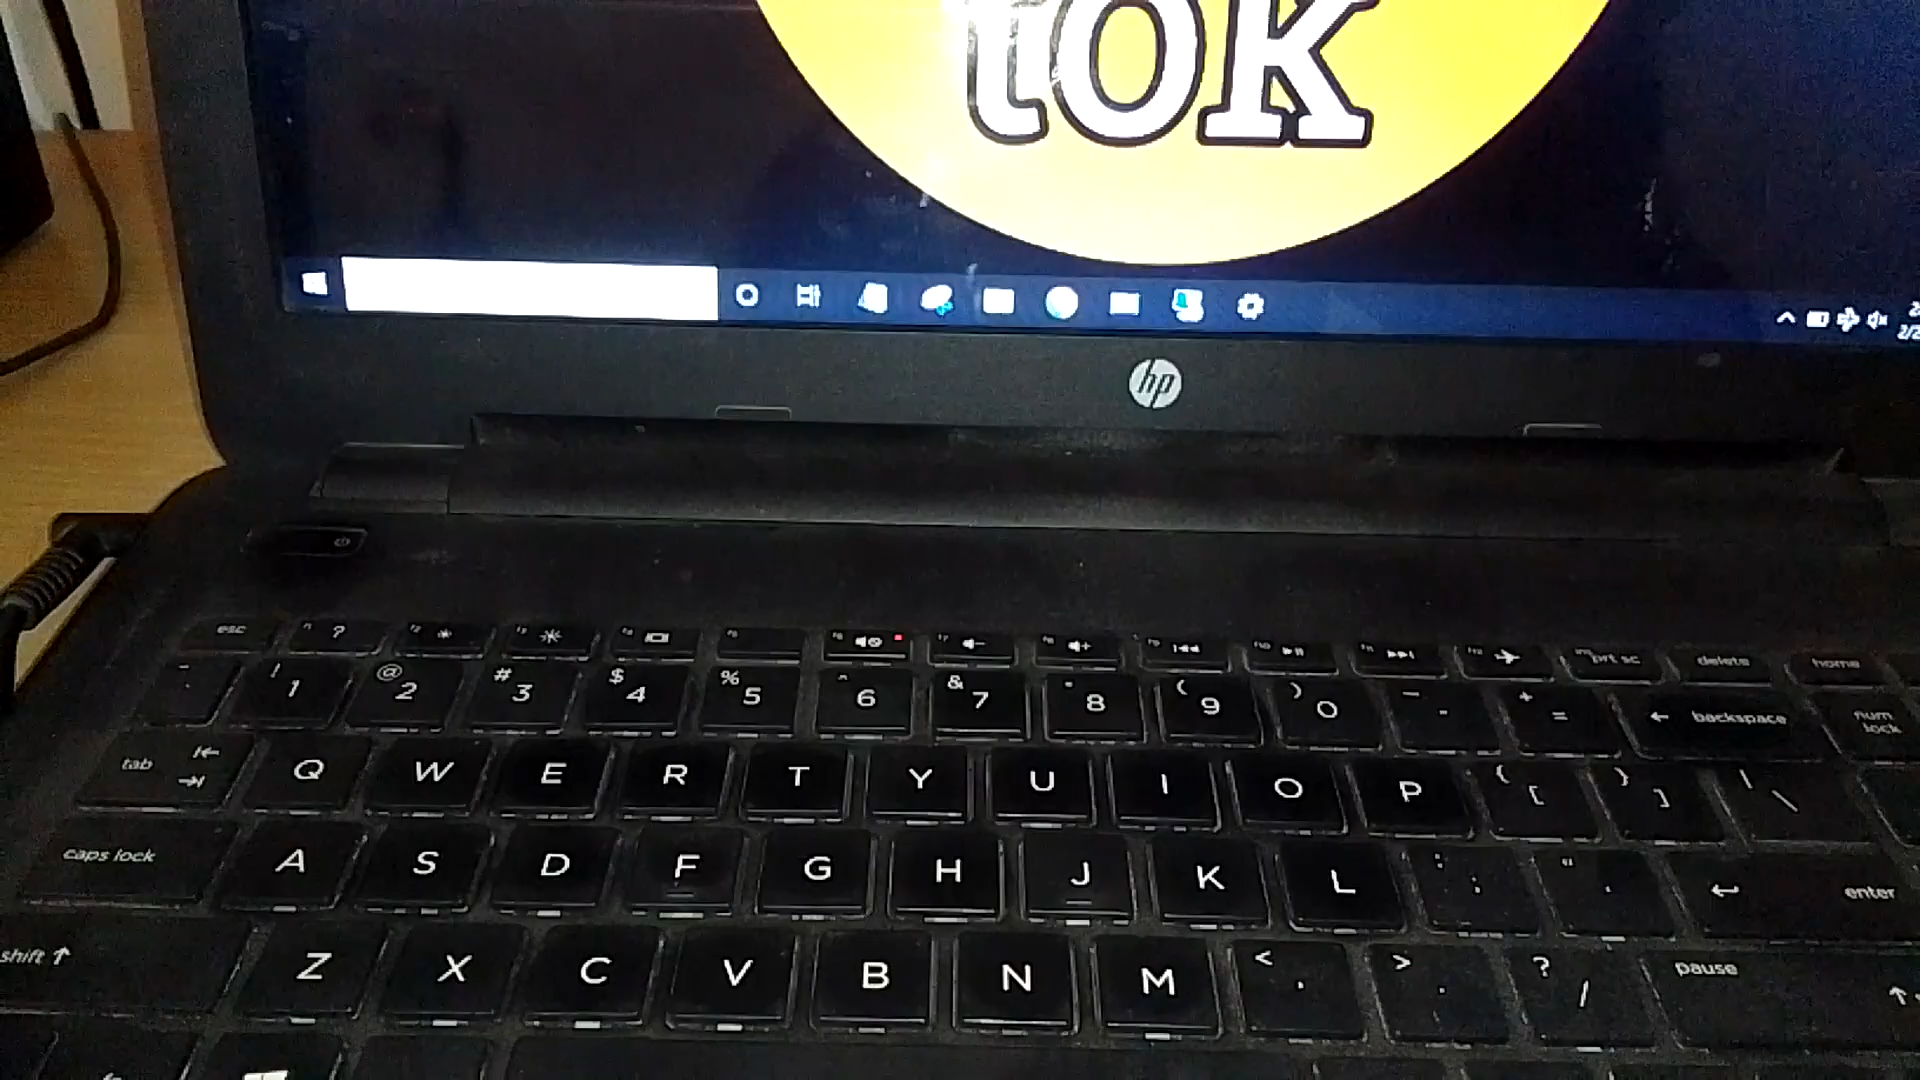 tok
hp
esc ? prt sc delete home
! 1 @ 2 # 3 $ 4 % 5 ^ 6 & 7 8 ( 9 ) 0 - + = backspace num lock
tab Q W E R T Y U I O P [ ] \
caps lock A S D F G H J K L : ; " enter
shift Z X C V B N M < > . ? / pause